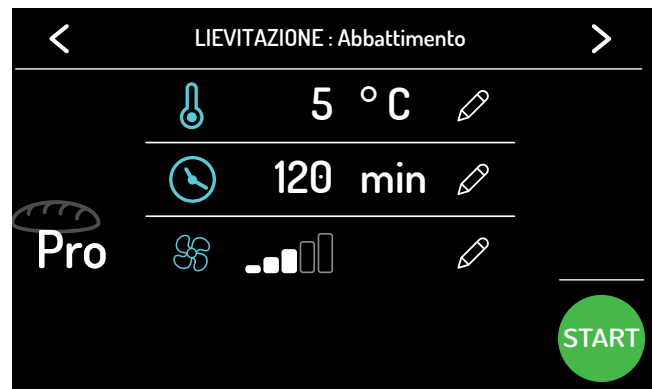 LIEVITAZIONE : Abbattimento
5 °C
120 min
Pro
START